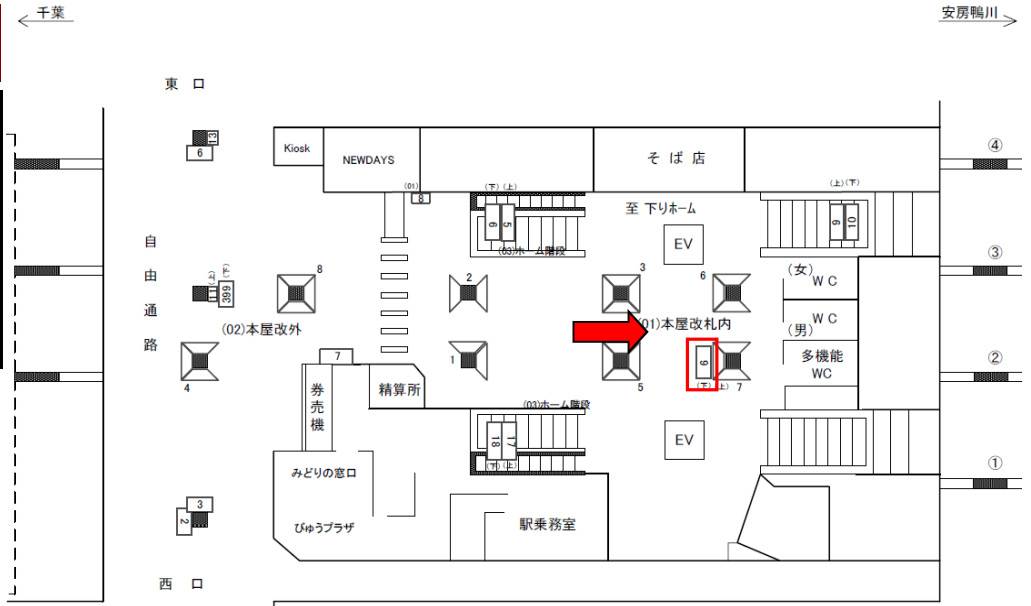 千葉
安房鴨川
東 口
13
6
Kiosk
NEWDAYS
そ ば 店
④
(01)
8
(下)(上)
(上)(下)
6
5
至 下りホーム
9
10
(03)ホーム階段
EV
自由通路
③
8
2
3
6
(女)
WC
11
(上)
(下)
399
(02)本屋改外
(01)本屋改札内
WC
(男)
7
1
9
②
多機能
WC
4
券売機
精算所
5
(下)(上)
7
(03)ホーム階段
18
17
(下)(上)
EV
①
みどりの窓口
3
2
びゅうプラザ
駅乗務室
西 口